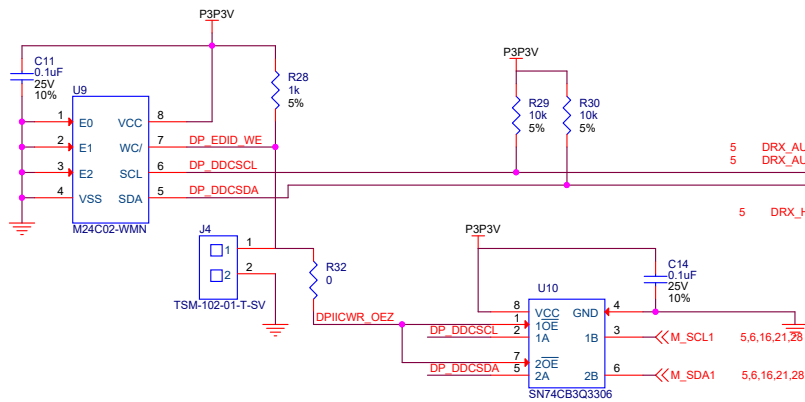 P3P3V
C11
0.1uF
25V
10%
U9
R28
1k
5%
P3P3V
R29
10k
5%
R30
10k
5%
1 E0 VCC 8
2 E1 WC/ 7 DP_EDID_WE
3 E2 SCL 6 DP_DDCSCL
4 VSS SDA 5 DP_DDCSDA
M24C02-WMN
5 DRX_AU
5 DRX_AU
5 DRX_H
J4
1 1
2 2
TSM-102-01-T-SV
R32
0
P3P3V
C14
0.1uF
25V
10%
U10
DPIICWR_OEZ
8 VCC GND 4
1 1OE
DP_DDCSCL 2 1A 1B 3 M_SCL1 5,6,16,21,28
7 2OE
DP_DDCSDA 5 2A 2B 6 M_SDA1 5,6,16,21,28
SN74CB3Q3306